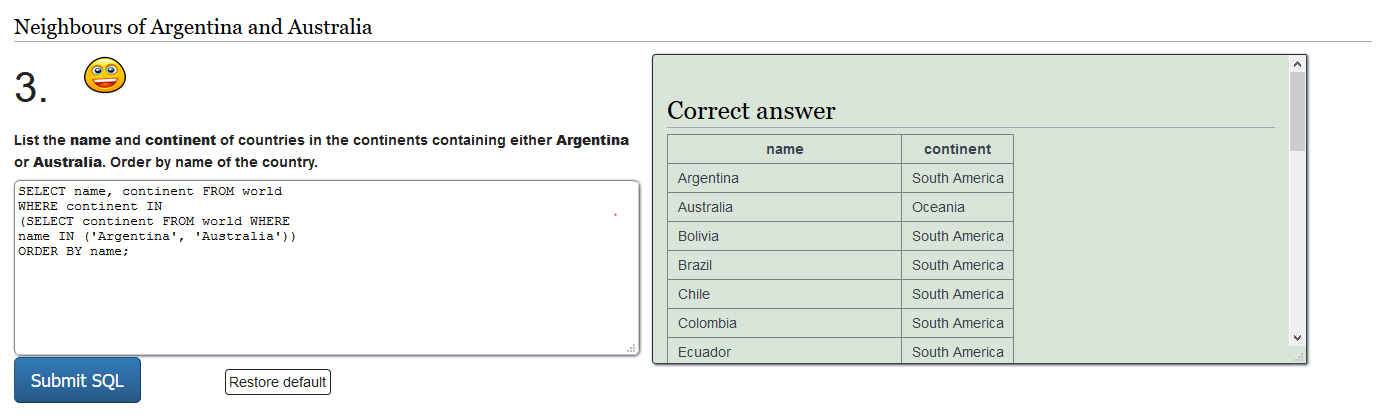 Neighbours of Argentina and Australia
3.
List the name and continent of countries in the continents containing either Argentina
or Australia. Order by name of the country.
SELECT name, continent FROM world
WHERE continent IN
(SELECT continent FROM world WHERE
name IN ('Argentina', 'Australia'))
ORDER BY name;
Submit SQL
Restore default
Correct answer
name continent
Argentina South America
Australia Oceania
Bolivia South America
Brazil South America
Chile South America
Colombia South America
Ecuador South America